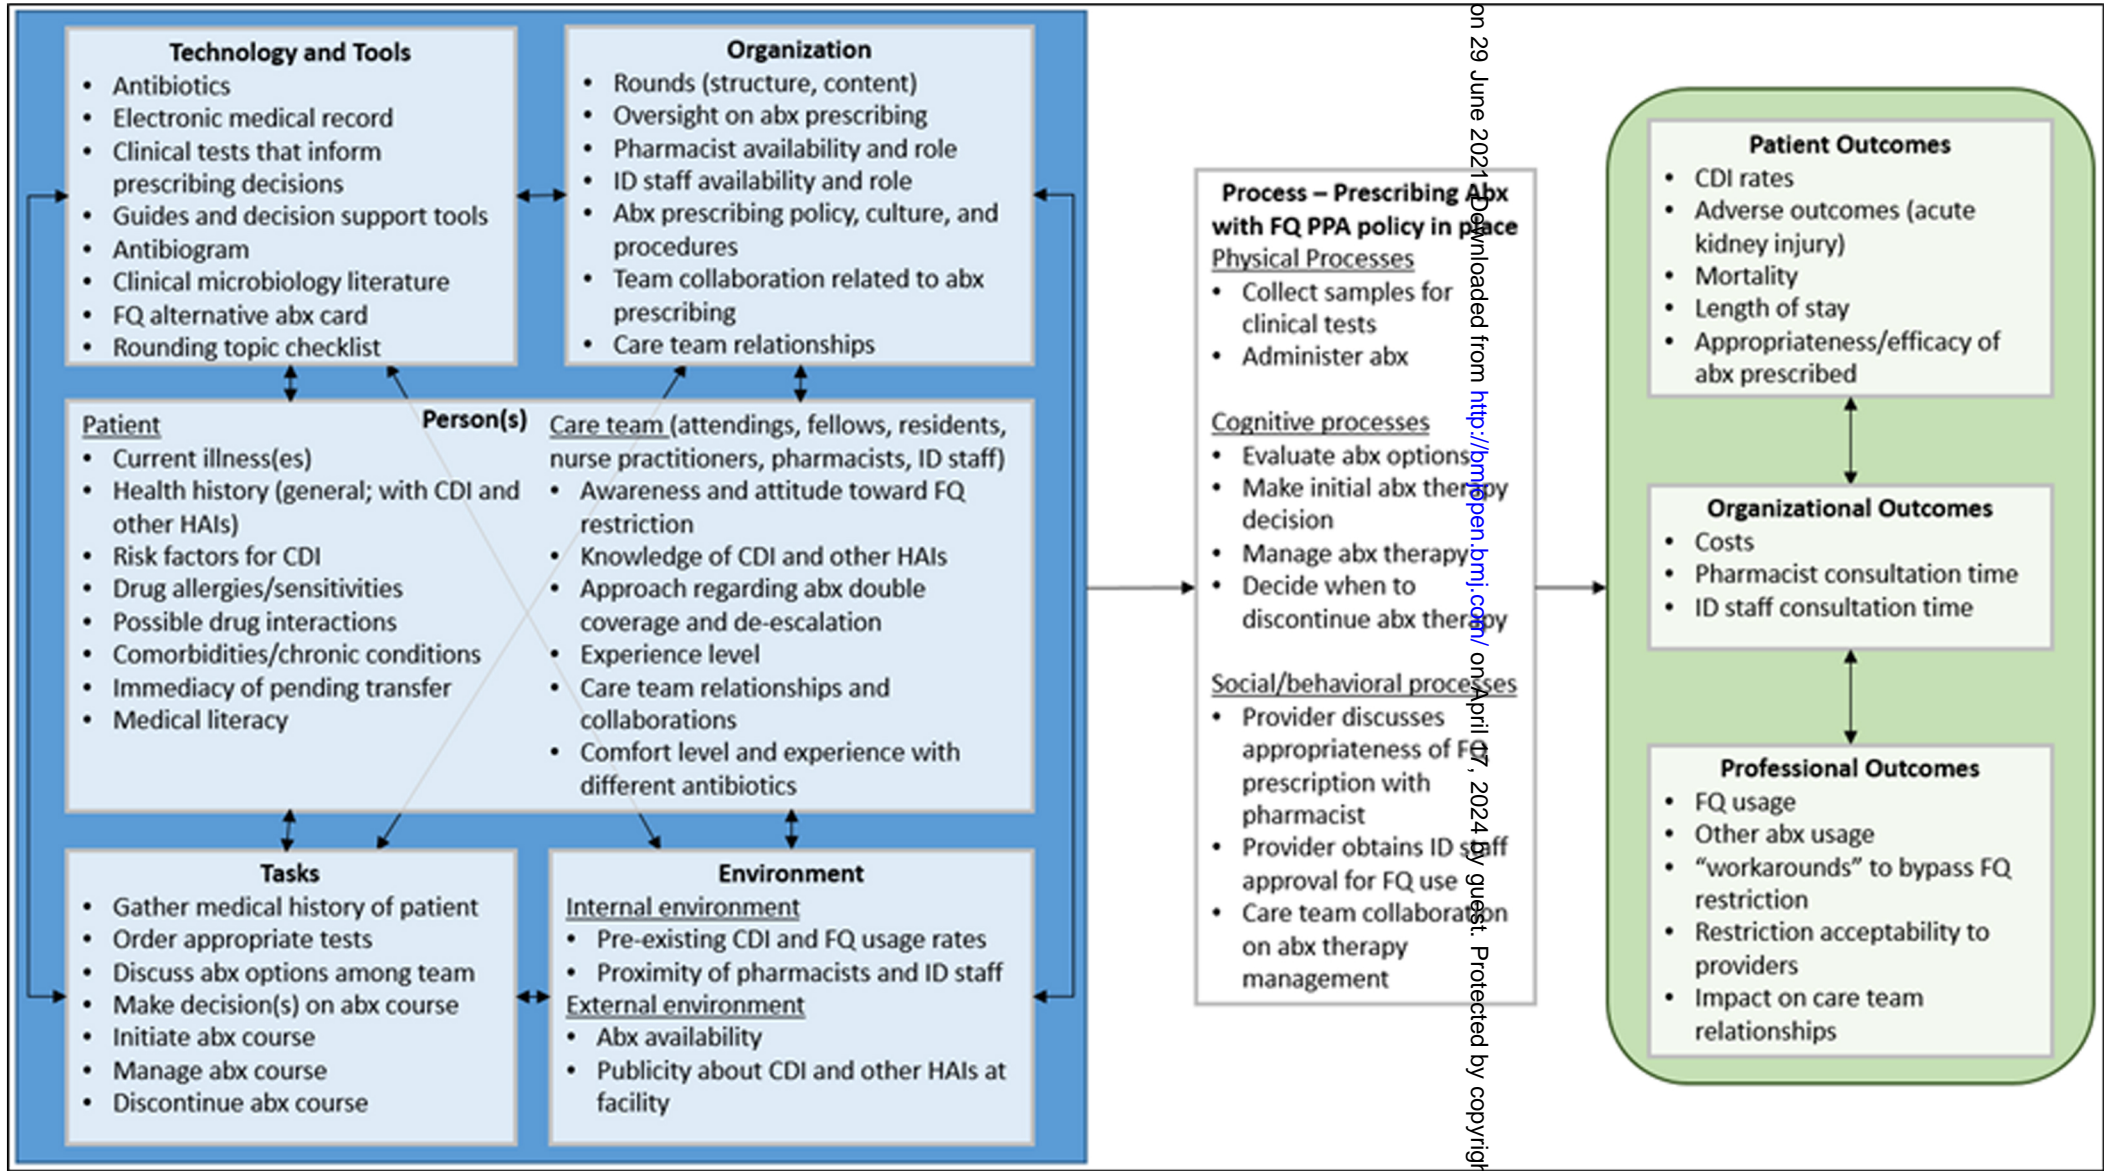 Technology and Tools
• Antibiotics
• Electronic medical record
• Clinical tests that inform
prescribing decisions
• Guides and decision support tools
• Antibiogram
• Clinical microbiology literature
• FQ alternative abx card
• Rounding topic checklist
Organization
• Rounds (structure, content)
• Oversight on abx prescribing
• Pharmacist availability and role
• ID staff availability and role
• Abx prescribing policy, culture, and
procedures
• Team collaboration related to abx
prescribing
• Care team relationships
Person(s)
Patient
• Current illness(es)
• Health history (general; with CDI and
other HAIs)
• Risk factors for CDI
• Drug allergies/sensitivities
• Possible drug interactions
• Comorbidities/chronic conditions
• Immediacy of pending transfer
• Medical literacy
Care team (attendings, fellows, residents,
nurse practitioners, pharmacists, ID staff)
• Awareness and attitude toward FQ
restriction
• Knowledge of CDI and other HAIs
• Approach regarding abx double
coverage and de-escalation
• Experience level
• Care team relationships and
collaborations
• Comfort level and experience with
different antibiotics
Tasks
• Gather medical history of patient
• Order appropriate tests
• Discuss abx options among team
• Make decision(s) on abx course
• Initiate abx course
• Manage abx course
• Discontinue abx course
Environment
Internal environment
• Pre-existing CDI and FQ usage rates
• Proximity of pharmacists and ID staff
External environment
• Abx availability
• Publicity about CDI and other HAIs at
facility
Process – Prescribing Abx
with FQ PPA policy in place
Physical Processes
• Collect samples for
clinical tests
• Administer abx
Cognitive processes
• Evaluate abx options
• Make initial abx therapy
decision
• Manage abx therapy
• Decide when to
discontinue abx therapy
Social/behavioral processes
• Provider discusses
appropriateness of FQ
prescription with
pharmacist
• Provider obtains ID staff
approval for FQ use
• Care team collaboration
on abx therapy
management
Patient Outcomes
• CDI rates
• Adverse outcomes (acute
kidney injury)
• Mortality
• Length of stay
• Appropriateness/efficacy of
abx prescribed
Organizational Outcomes
• Costs
• Pharmacist consultation time
• ID staff consultation time
Professional Outcomes
• FQ usage
• Other abx usage
• “workarounds” to bypass FQ
restriction
• Restriction acceptability to
providers
• Impact on care team
relationships
on 29 June 2021. Downloaded from http://bmjopen.bmj.com/ on April 17, 2024 by guest. Protected by copyrigh